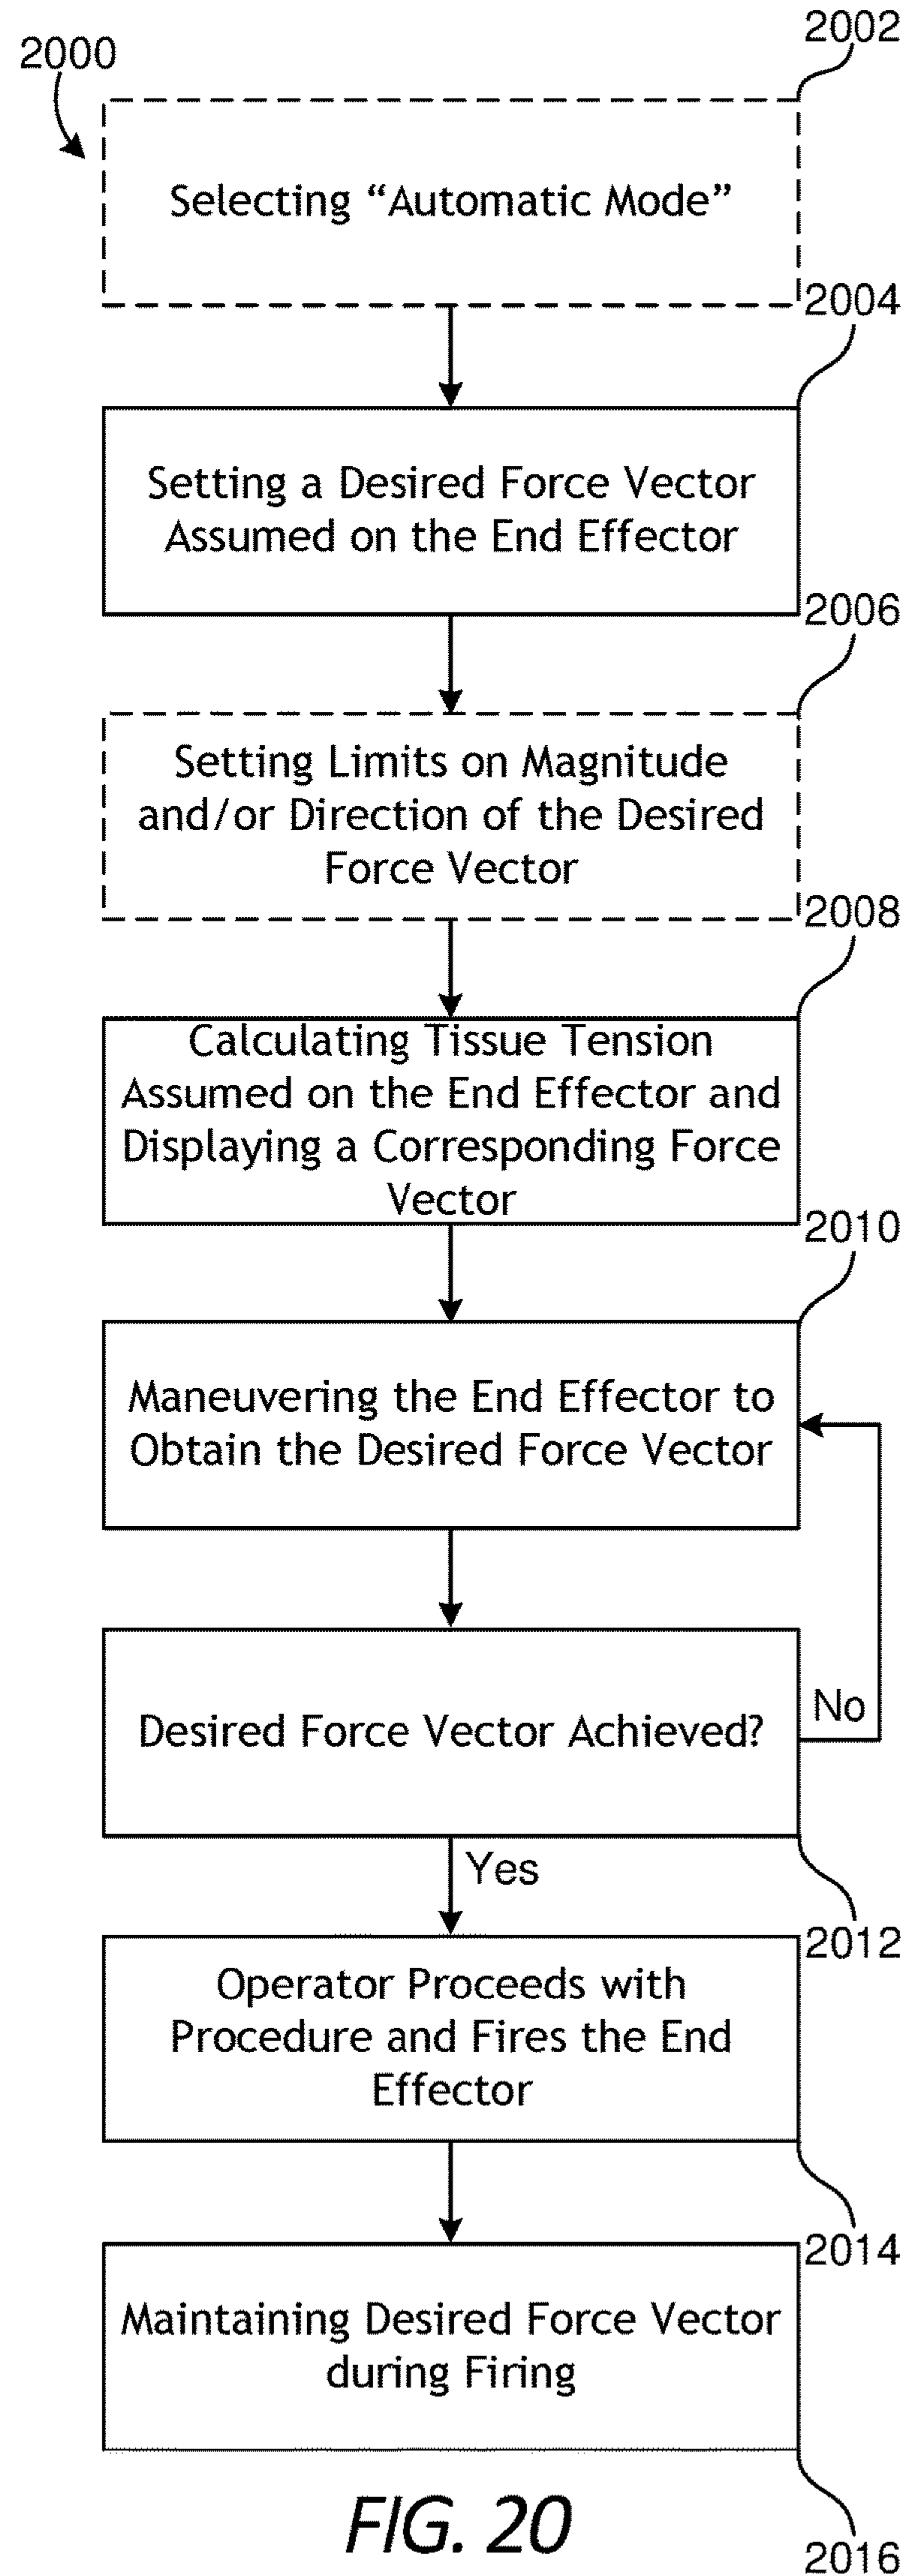 2000
2002
Selecting “Automatic Mode”
2004
Setting a Desired Force Vector
Assumed on the End Effector
2006
Setting Limits on Magnitude
and/or Direction of the Desired
Force Vector
2008
Calculating Tissue Tension
Assumed on the End Effector and
Displaying a Corresponding Force
Vector
2010
Maneuvering the End Effector to
Obtain the Desired Force Vector
Desired Force Vector Achieved?
No
Yes
2012
Operator Proceeds with
Procedure and Fires the End
Effector
2014
Maintaining Desired Force Vector
during Firing
2016
FIG. 20